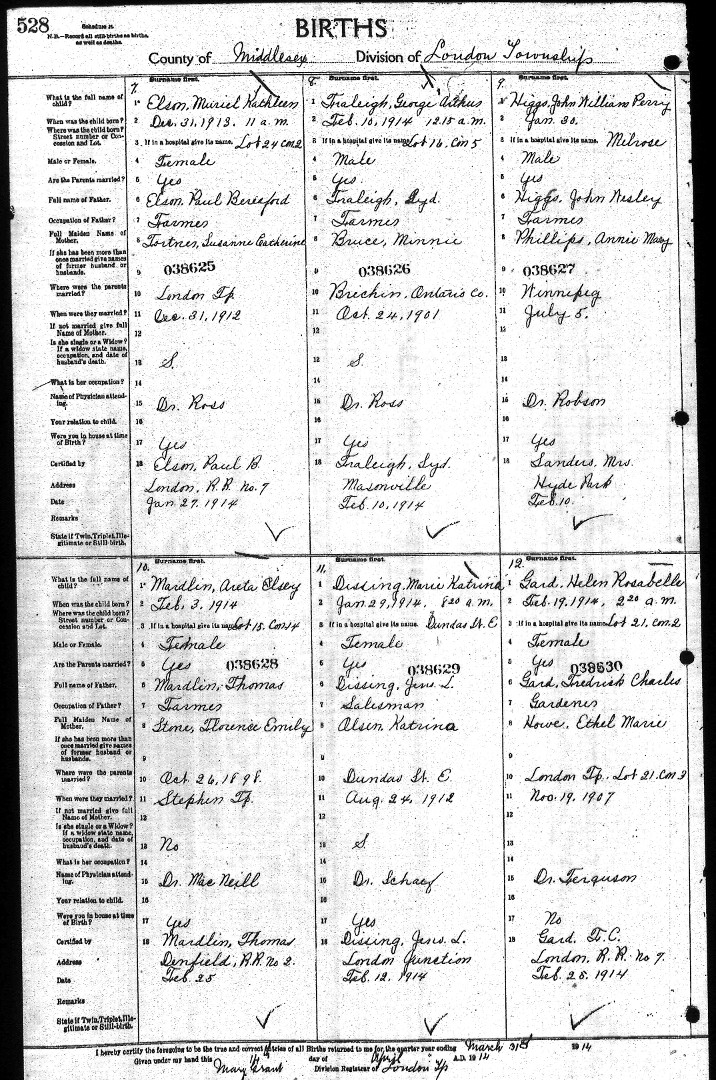 528
Schedule A.
N.B.—Record all still-births as births, as well as deaths.
BIRTHS
County of Middlesex Division of London Township
7.
Surname first.
8.
Surname first.
9.
Surname first.
What is the full name of child? 1 Elson, Muriel Kathleen 1 Fraleigh, George Arthur 1 Higgs, John William Perry
When was the child born? 2 Dec. 31, 1913. 11 a.m. 2 Feb. 10, 1914 12.15 a.m. 2 Jan. 30.
Where was the child born? Street number or Concession and Lot. 3 If in a hospital give its name. Lot 24 con 2 3 If in a hospital give its name Lot 16. Con 5 3 If in a hospital give its name. Melrose
Male or Female. 4 Female 4 Male 4 Male
Are the Parents married? 5 Yes 5 Yes. 5 Yes
Full name of Father. 6 Elson, Paul Beresford 6 Fraleigh, Syd. 6 Higgs, John Wesley
Occupation of Father? 7 Farmer 7 Farmer 7 Farmer
Full Maiden Name of Mother. 8 Fortner, Susanne Catherine 8 Bruce, Minnie 8 Phillips, Annie Mary
If she has been more than once married give names of former husband or husbands. 9 038625 9 038626 9 038627
Where were the parents married? 10 London Tp. 10 Brechin, Ontario Co. 10 Winnipeg
When were they married? 11 Dec. 31, 1912 11 Oct. 24, 1901 11 July 5.
If not married give full Name of Mother. 12 12
Is she single or a Widow? If a widow state name, occupation, and date of husband's death. 13 S. 13 S. 13
What is her occupation? 14 14 14
Name of Physician attending. 15 Dr. Ross 15 Dr. Ross 15 Dr. Robson
Your relation to child. 16 16 16
Were you in house at time of Birth? 17 Yes 17 Yes 17 Yes
Certified by 18 Elson, Paul B. 18 Fraleigh, Syd. 18 Sanders, Mrs.
Address London, R.R. No. 7 Masonville Hyde Park
Date Jan 27, 1914 Feb. 10, 1914 Feb. 10.
Remarks
State if Twin, Triplet, Illegitimate or Still-birth.
10.
Surname first.
11.
Surname first.
12.
Surname first.
What is the full name of child? 1 Mardlin, Areta Elsey 1 Dissing, Marie Katrina 1 Gard, Helen Rosabelle
When was the child born? 2 Feb. 3. 1914 2 Jan 29, 1914, 8 20 a.m. 2 Feb. 19. 1914, 2 20 a.m.
Where was the child born? Street number or Concession and Lot. 3 If in a hospital give its name Lot 15. Con 14 3 If in a hospital give its name. Dundas St. E 3 If in a hospital give its name. Lot 21. con. 2
Male or Female. 4 Female 4 Female 4 Female
Are the Parents married? 5 Yes 038628 5 Yes 038629 5 Yes 038630
Full name of Father. 6 Mardlin, Thomas 6 Dissing, Jens L. 6 Gard, Fredrick Charles
Occupation of Father? 7 Farmer 7 Salesman 7 Gardener
Full Maiden Name of Mother. 8 Stone, Florence Emily 8 Olsen, Katrina 8 Howe, Ethel Marie
If she has been more than once married give names of former husband or husbands. 9 9 9
Where were the parents married? 10 Oct 26, 1898. 10 Dundas St. E. 10 London Tp. Lot 21. Con 3
When were they married? 11 Stephen Tp. 11 Aug. 24, 1912 11 Nov. 19, 1907
If not married give full Name of Mother. 12 12
Is she single or a Widow? If a widow state name, occupation, and date of husband's death. 13 No 13 S. 13
What is her occupation? 14 14 14
Name of Physician attending. 15 Dr. MacNeill 15 Dr. Schaef 15 Dr. Ferguson
Your relation to child. 16 16 16
Were you in house at time of Birth? 17 Yes 17 Yes 17 No
Certified by 18 Mardlin, Thomas 18 Dissing, Jens. L. 18 Gard, F. C.
Address Denfield, R.R. No 2. London Junction London, R. R. No 7.
Date Feb. 25 Feb. 12. 1914 Feb. 25, 1914
Remarks
State if Twin, Triplet, Illegitimate or Still-birth.
I hereby certify the foregoing to be the true and correct entries of all Births returned to me for the quarter year ending March 31st 1914
Given under my hand this day of April A.D. 1914
Mary Grant Division Registrar of London Tp